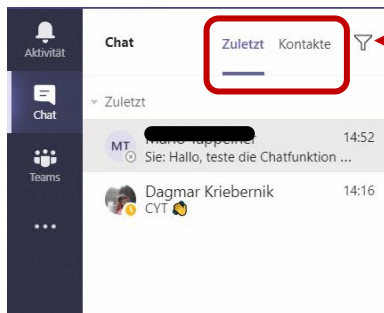 Aktivität
Chat
Teams
Chat
Zuletzt Kontakte
Zuletzt
MT
14:52
Sie: Hallo, teste die Chatfunktion ...
Dagmar Kriebernik 14:16
CYT 👏